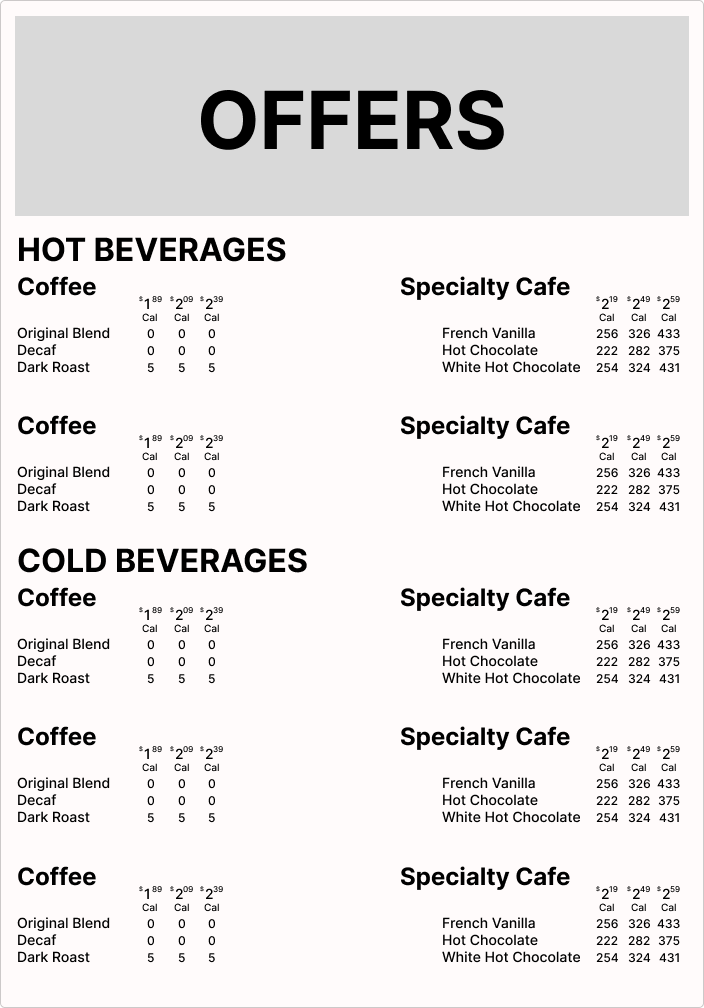 OFFERS
HOT BEVERAGES
Coffee
$1.89 $2.09 $2.39
Cal Cal Cal
Original Blend 0 0 0
Decaf 0 0 0
Dark Roast 5 5 5
Specialty Cafe
$2.19 $2.49 $2.59
Cal Cal Cal
French Vanilla 256 326 433
Hot Chocolate 222 282 375
White Hot Chocolate 254 324 431
Coffee
$1.89 $2.09 $2.39
Cal Cal Cal
Original Blend 0 0 0
Decaf 0 0 0
Dark Roast 5 5 5
Specialty Cafe
$2.19 $2.49 $2.59
Cal Cal Cal
French Vanilla 256 326 433
Hot Chocolate 222 282 375
White Hot Chocolate 254 324 431
COLD BEVERAGES
Coffee
$1.89 $2.09 $2.39
Cal Cal Cal
Original Blend 0 0 0
Decaf 0 0 0
Dark Roast 5 5 5
Specialty Cafe
$2.19 $2.49 $2.59
Cal Cal Cal
French Vanilla 256 326 433
Hot Chocolate 222 282 375
White Hot Chocolate 254 324 431
Coffee
$1.89 $2.09 $2.39
Cal Cal Cal
Original Blend 0 0 0
Decaf 0 0 0
Dark Roast 5 5 5
Specialty Cafe
$2.19 $2.49 $2.59
Cal Cal Cal
French Vanilla 256 326 433
Hot Chocolate 222 282 375
White Hot Chocolate 254 324 431
Coffee
$1.89 $2.09 $2.39
Cal Cal Cal
Original Blend 0 0 0
Decaf 0 0 0
Dark Roast 5 5 5
Specialty Cafe
$2.19 $2.49 $2.59
Cal Cal Cal
French Vanilla 256 326 433
Hot Chocolate 222 282 375
White Hot Chocolate 254 324 431